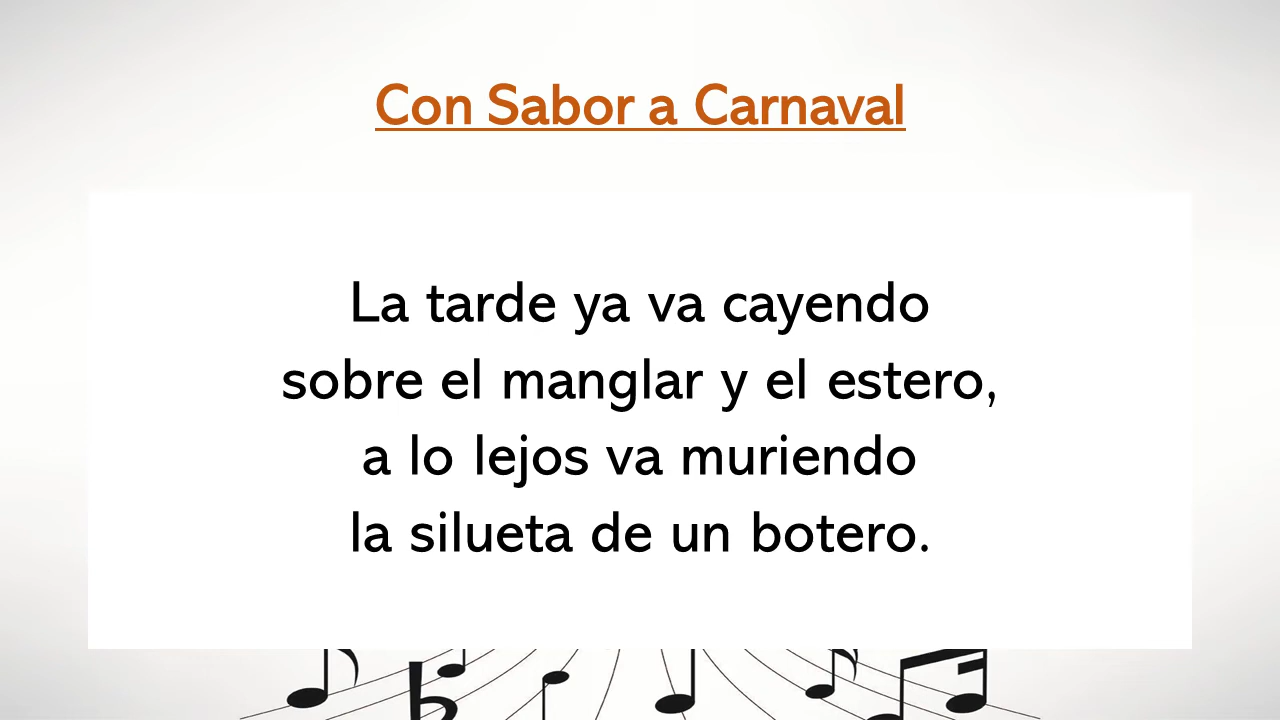 Con Sabor a Carnaval
La tarde ya va cayendo
sobre el manglar y el estero,
a lo lejos va muriendo
la silueta de un botero.